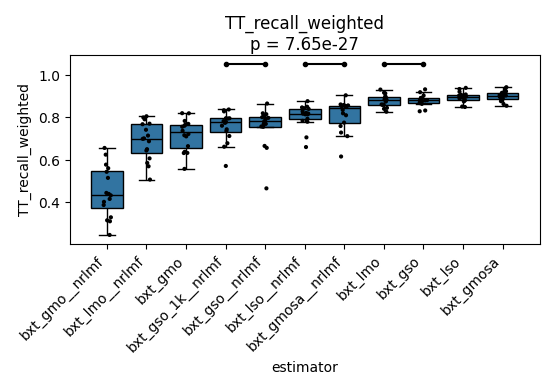 TT_recall_weighted
p = 7.65e-27
TT_recall_weighted
1.0
0.8
0.6
0.4
bxt_gmo__nrlmf
bxt_lmo__nrlmf
bxt_gmo
bxt_gso_1k__nrlmf
bxt_gso__nrlmf
bxt_lso__nrlmf
bxt_gmosa__nrlmf
bxt_lmo
bxt_gso
bxt_lso
bxt_gmosa
estimator